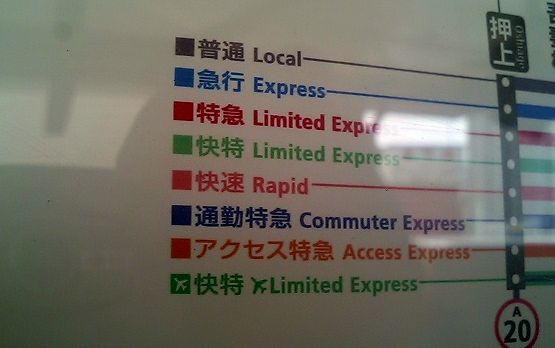 普通 Local
急行 Express
特急 Limited Express
快特 Limited Express
快速 Rapid
通勤特急 Commuter Express
アクセス特急 Access Express
快特 Limited Express
押上
Oshiage
A
20